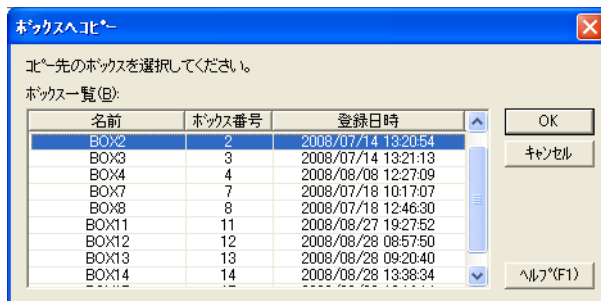 ボックスへコピー
コピー先のボックスを選択してください。
ボックス一覧(B):
名前 ボックス番号 登録日時
BOX2 2 2008/07/14 13:20:54
BOX3 3 2008/07/14 13:21:13
BOX4 4 2008/08/08 12:27:09
BOX7 7 2008/07/18 10:17:07
BOX8 8 2008/07/18 12:46:30
BOX11 11 2008/08/27 19:27:52
BOX12 12 2008/08/28 08:57:50
BOX13 13 2008/08/28 09:20:40
BOX14 14 2008/08/28 13:38:34
OK
キャンセル
ヘルプ(F1)